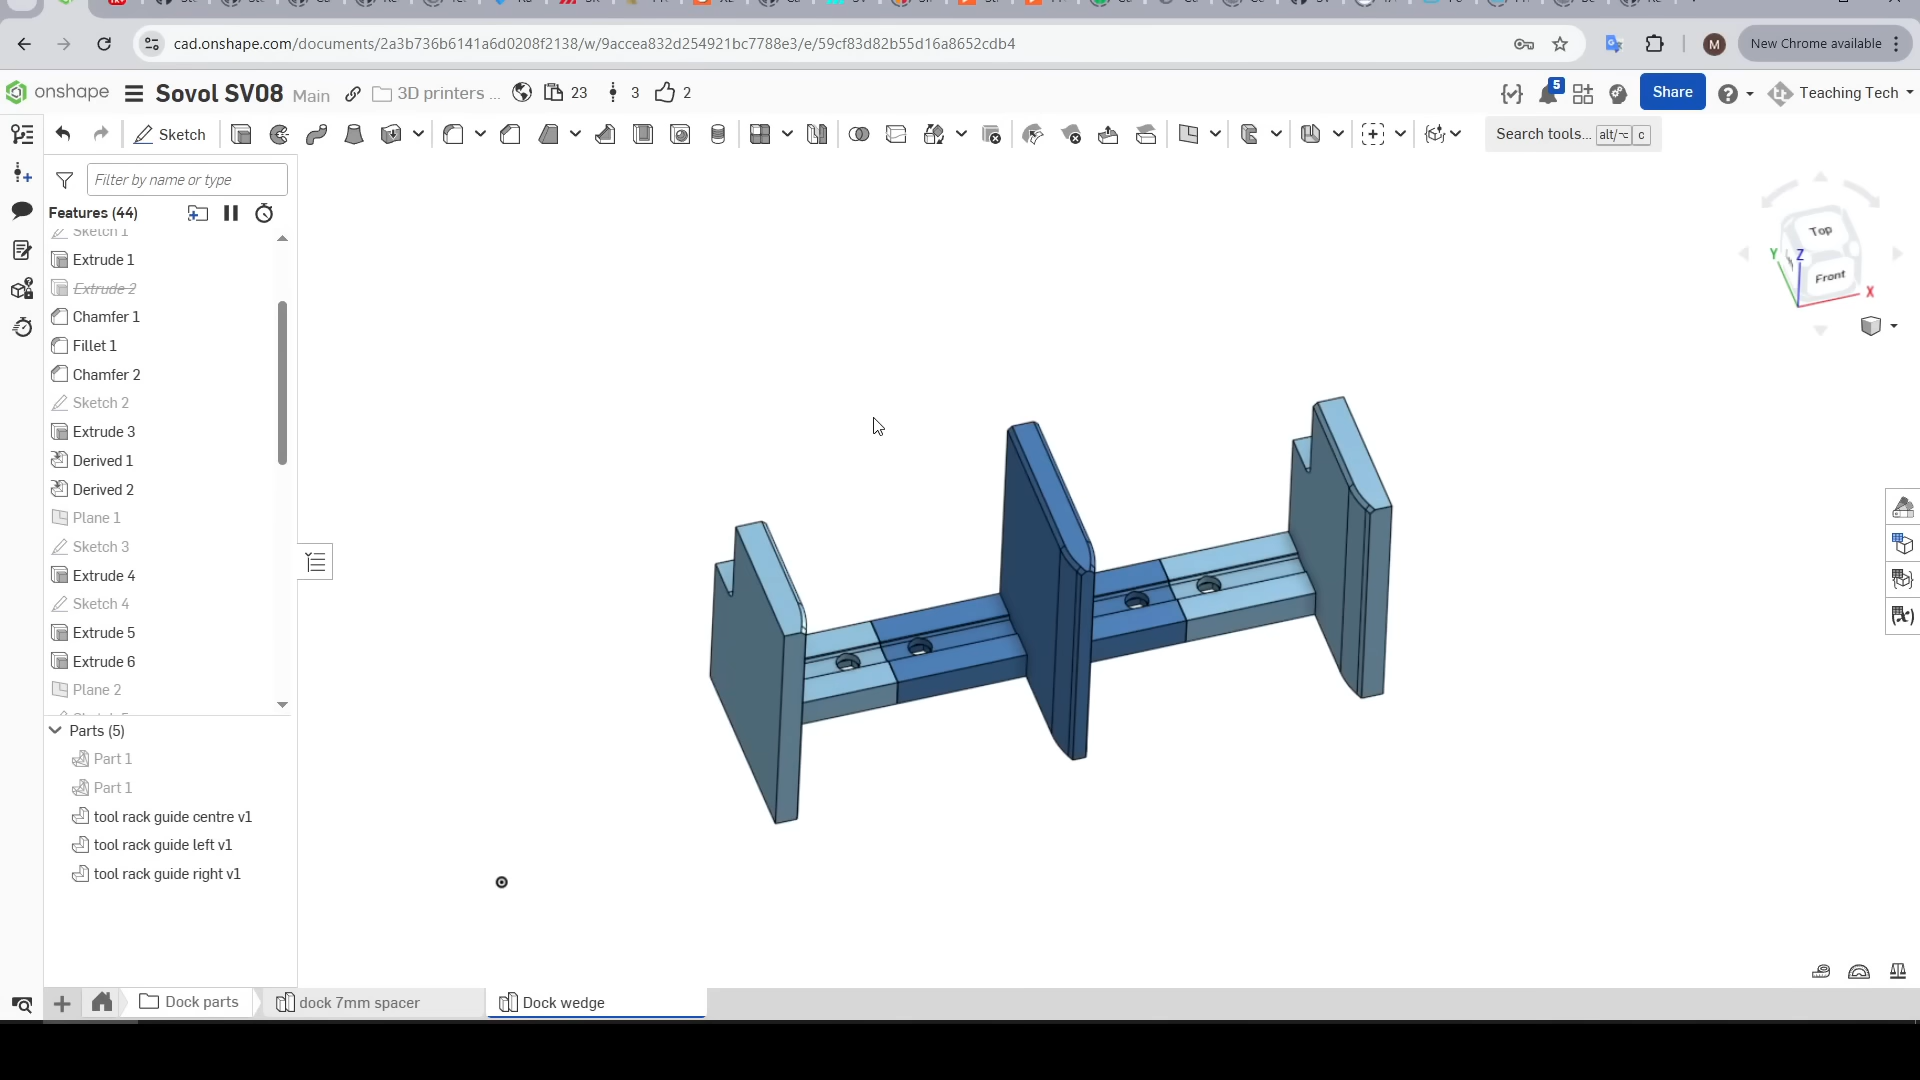 cad.onshape.com/documents/2a3b736b6141a6d0208f2138/w/9accea832d254921bc7788e3/e/59cf83d82b55d16a8652cdb4
M
New Chrome available
onshape
Sovol SV08 Main
3D printers ...
23
3
2
5
Share
Teaching Tech
Sketch
Search tools... alt/⌥ c
Filter by name or type
Features (44)
Sketch 1
Extrude 1
Extrude 2
Chamfer 1
Fillet 1
Chamfer 2
Sketch 2
Extrude 3
Derived 1
Derived 2
Plane 1
Sketch 3
Extrude 4
Sketch 4
Extrude 5
Extrude 6
Plane 2
Parts (5)
Part 1
Part 1
tool rack guide centre v1
tool rack guide left v1
tool rack guide right v1
Top
Front
Y
Z
X
Dock parts
dock 7mm spacer
Dock wedge